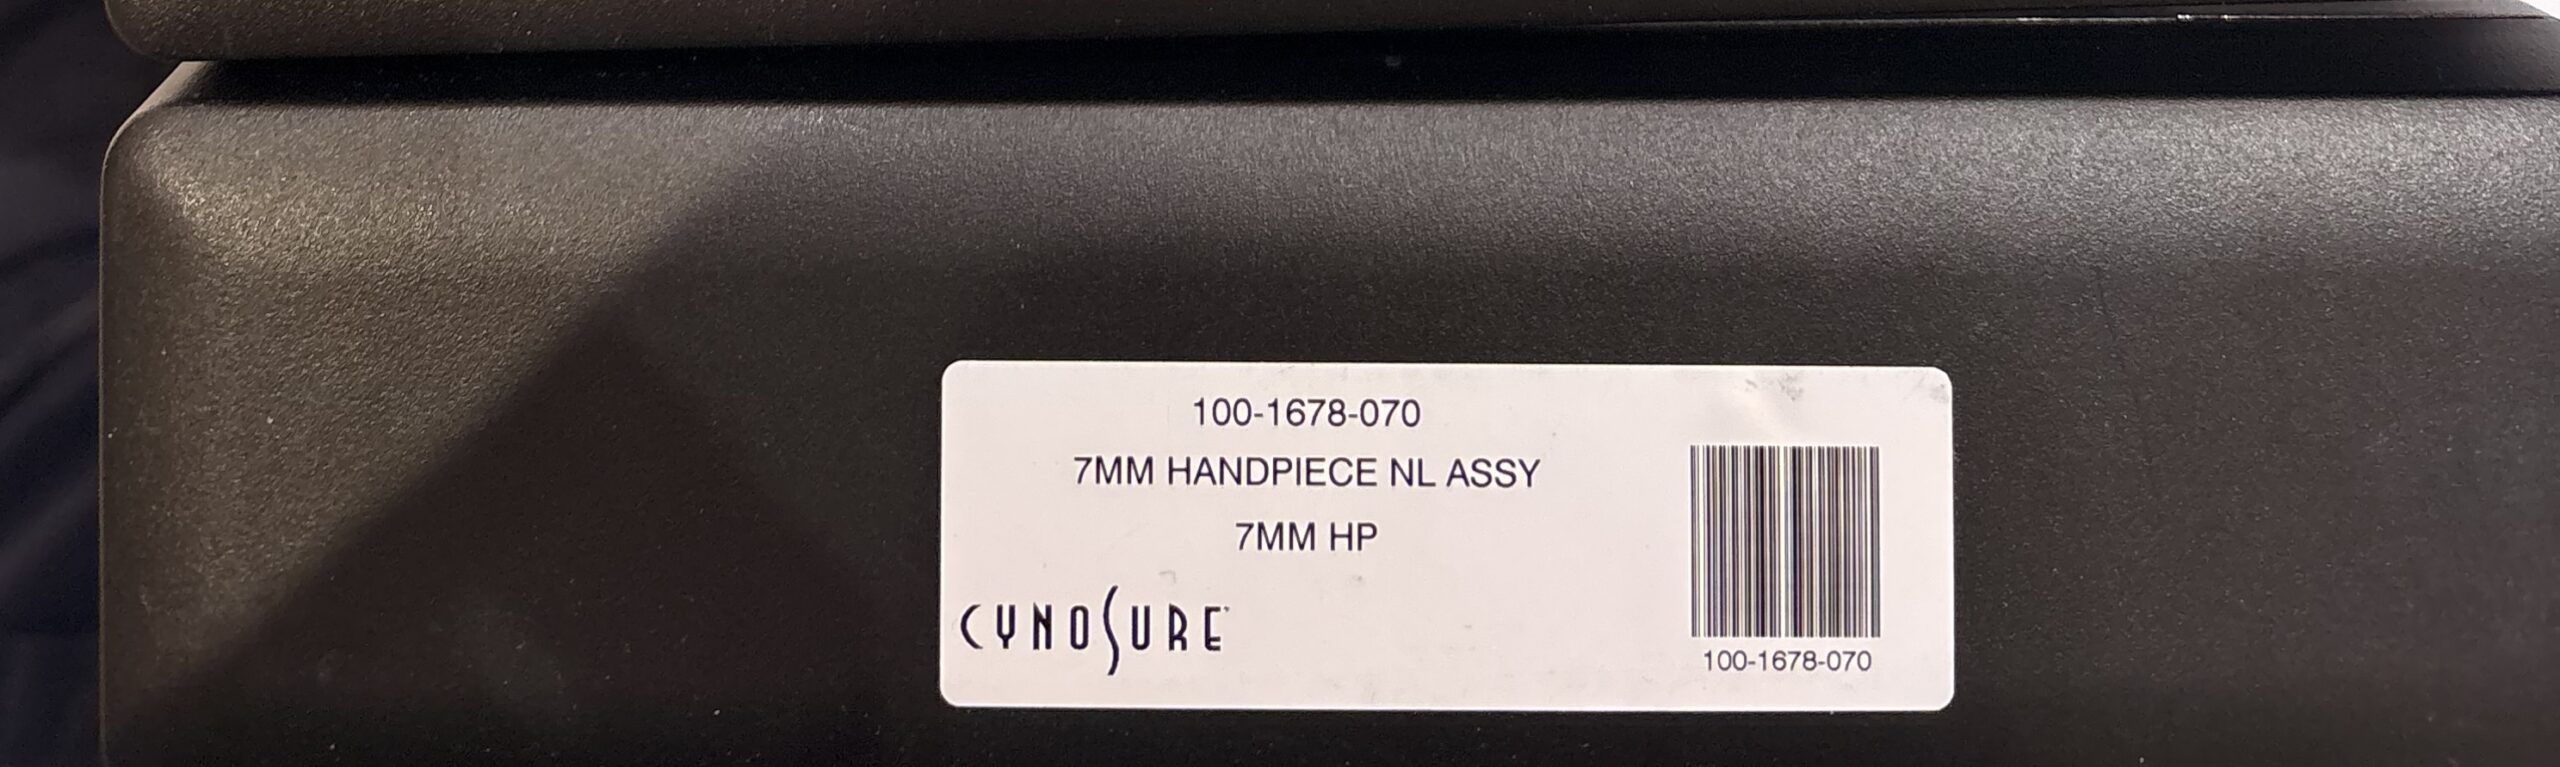 100-1678-070
7MM HANDPIECE NL ASSY
7MM HP
CYNOSURE
100-1678-070